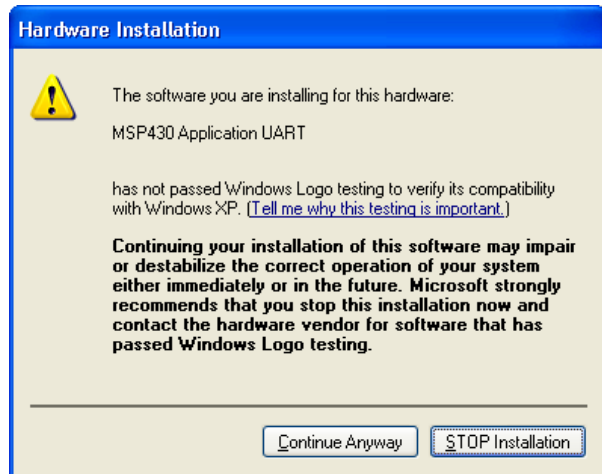 Hardware Installation
The software you are installing for this hardware:
MSP430 Application UART
has not passed Windows Logo testing to verify its compatibility
with Windows XP. (Tell me why this testing is important.)
Continuing your installation of this software may impair
or destabilize the correct operation of your system
either immediately or in the future. Microsoft strongly
recommends that you stop this installation now and
contact the hardware vendor for software that has
passed Windows Logo testing.
Continue Anyway
STOP Installation